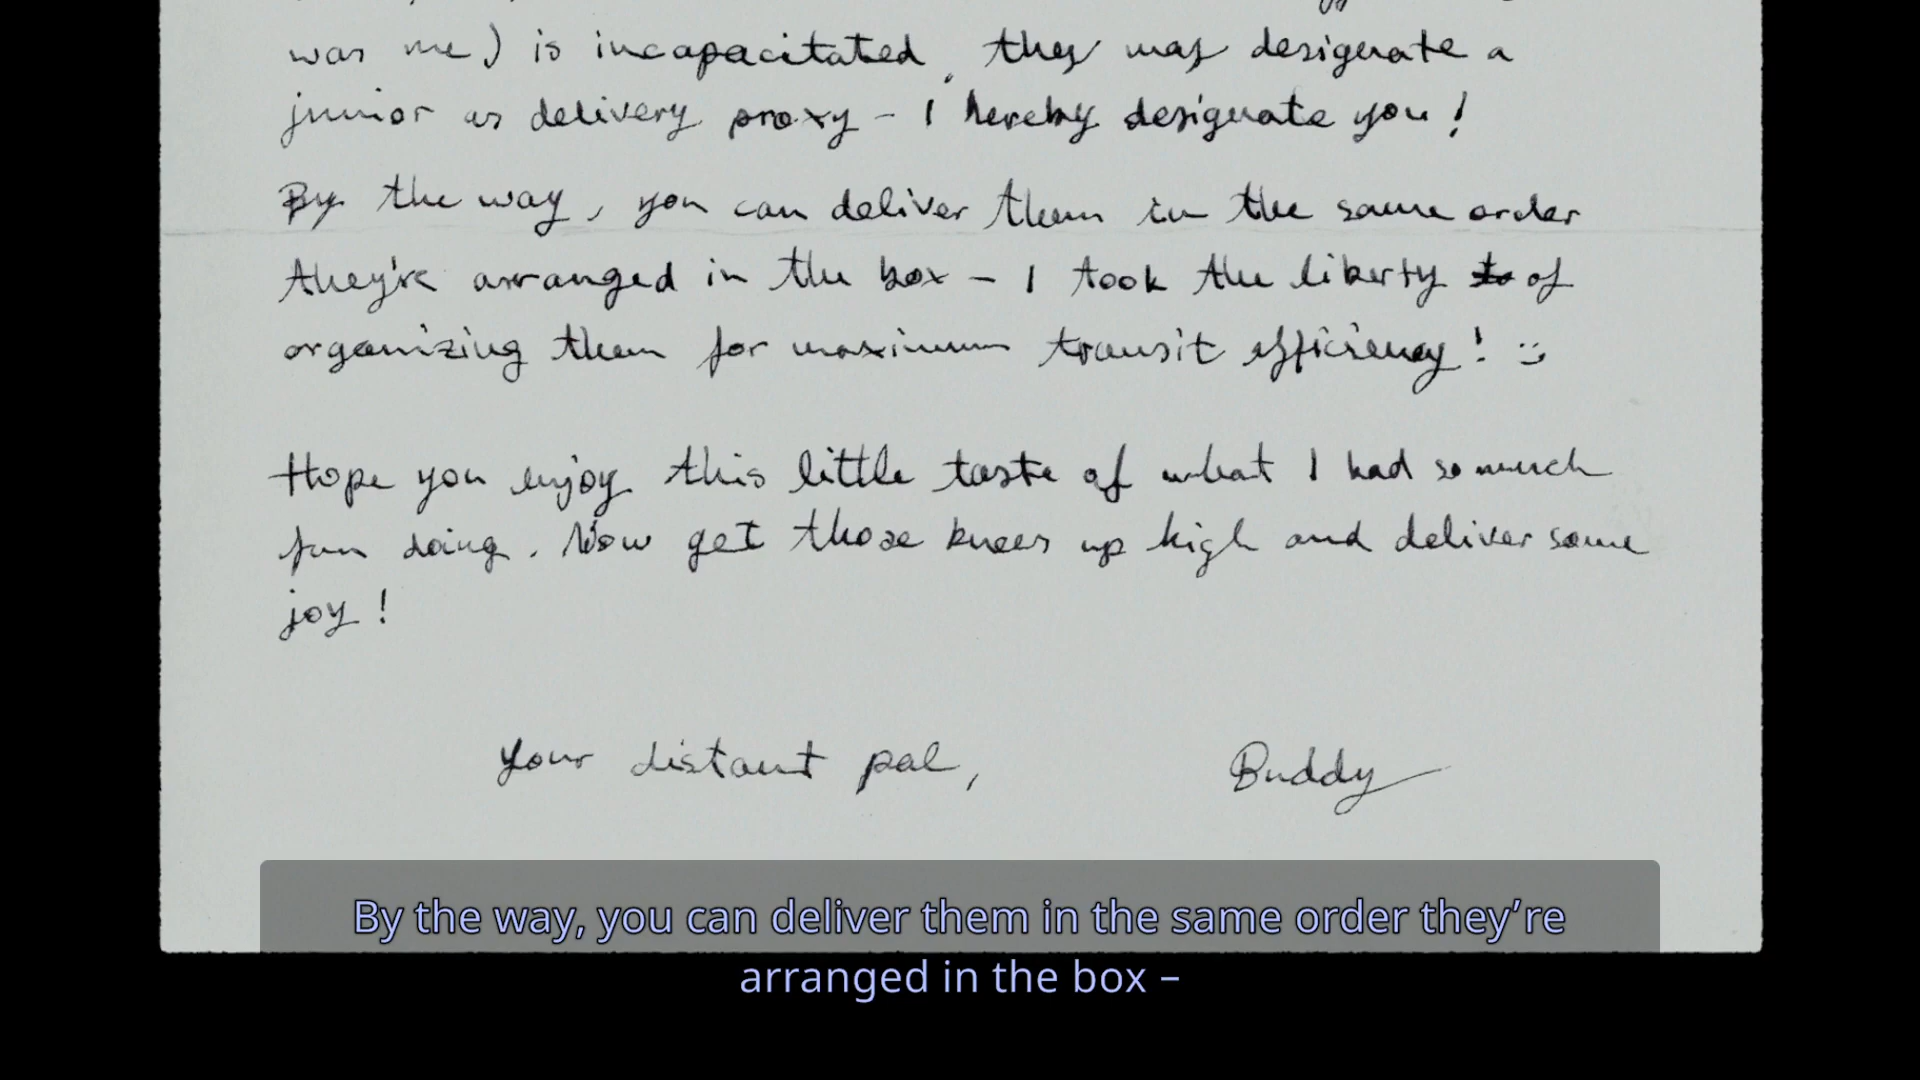 was me) is incapacitated, they may designate a
junior as delivery proxy – I hereby designate you!
By the way, you can deliver them in the same order
they're arranged in the box – I took the liberty to of
organizing them for maximum transit efficiency! :)
Hope you enjoy this little taste of what I had so much
fun doing. Now get those knees up high and deliver some
joy!
Your distant pal,
Buddy
By the way, you can deliver them in the same order they’re
arranged in the box –